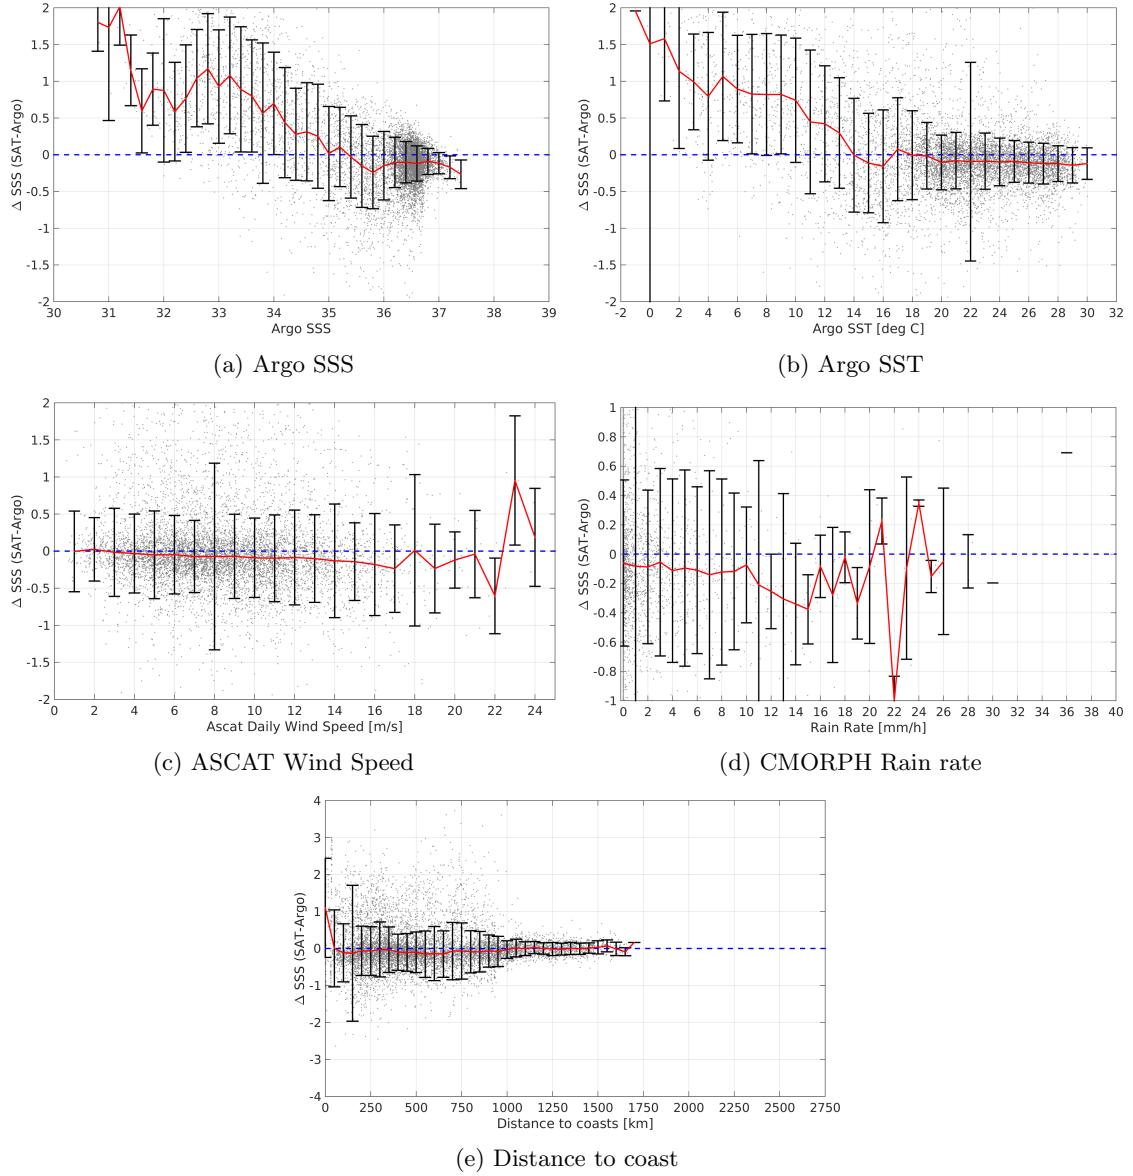 2
1.5
1
0.5
0
-0.5
-1
-1.5
-2
Δ SSS (SAT-Argo)
30 31 32 33 34 35 36 37 38 39
Argo SSS
(a) Argo SSS
2
1.5
1
0.5
0
-0.5
-1
-1.5
-2
Δ SSS (SAT-Argo)
-2 0 2 4 6 8 10 12 14 16 18 20 22 24 26 28 30 32
Argo SST [deg C]
(b) Argo SST
2
1.5
1
0.5
0
-0.5
-1
-1.5
-2
Δ SSS (SAT-Argo)
0 2 4 6 8 10 12 14 16 18 20 22 24
Ascat Daily Wind Speed [m/s]
(c) ASCAT Wind Speed
1
0.8
0.6
0.4
0.2
0
-0.2
-0.4
-0.6
-0.8
-1
Δ SSS (SAT-Argo)
0 2 4 6 8 10 12 14 16 18 20 22 24 26 28 30 32 34 36 38 40
Rain Rate [mm/h]
(d) CMORPH Rain rate
4
3
2
1
0
-1
-2
-3
-4
Δ SSS (SAT-Argo)
0 250 500 750 1000 1250 1500 1750 2000 2250 2500 2750
Distance to coasts [km]
(e) Distance to coast